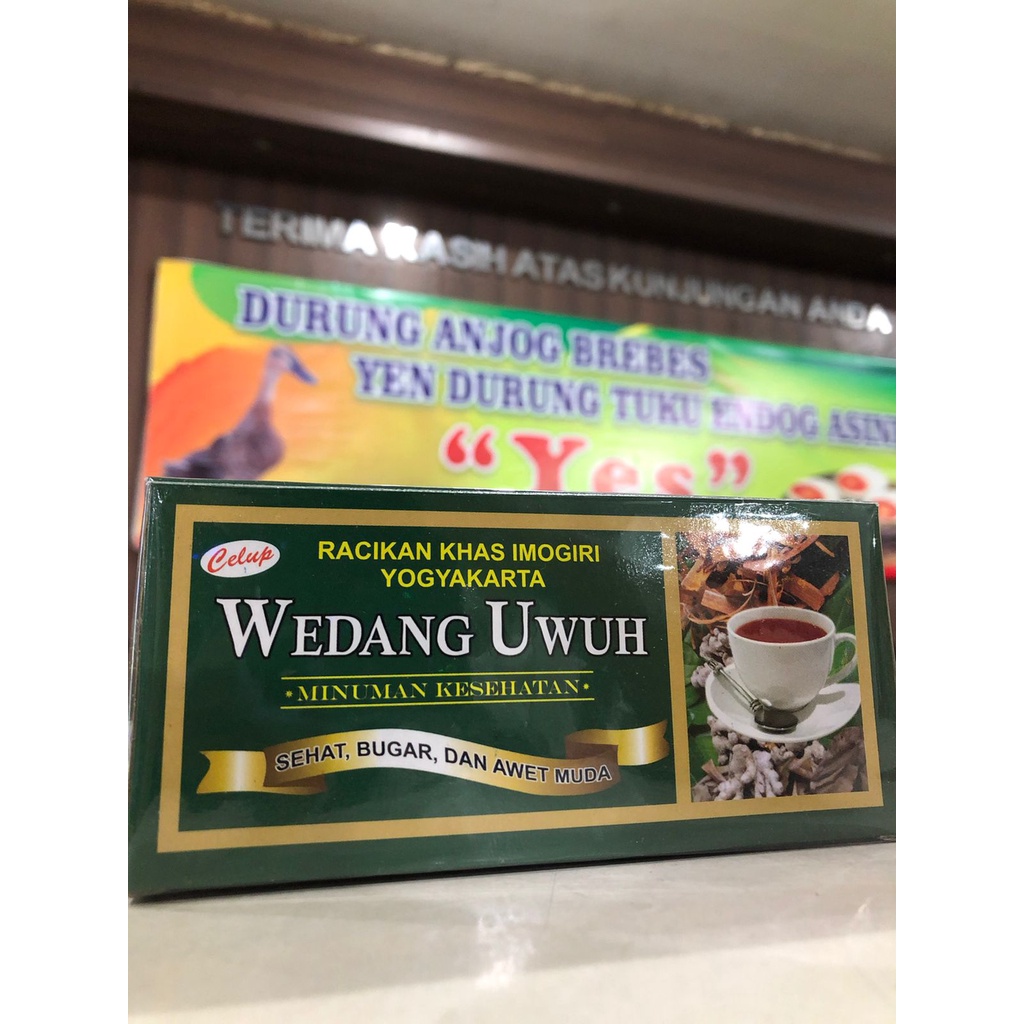 TERIMA KASIH ATAS KUNJUNGAN ANDA
DURUNG ANJOG BREBES
YEN DURUNG TUKU ENDOG ASIN
"Yes"
Celup
1
RACIKAN KHAS IMOGIRI
YOGYAKARTA
WEDANG UWUH
MINUMAN KESEHATAN
SEHAT, BUGAR, DAN AWET MUDA